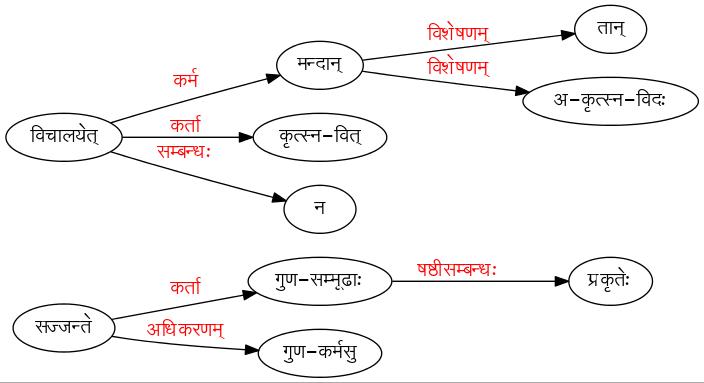 विशेषणम्
तान्
मन्दान्
विशेषणम्
कर्म
अ-कृत्स्न-विदः
विचालयेत्
कर्ता
कृत्स्न-वित्
सम्बन्धः
न
गुण-सम्मूढाः
षष्ठीसम्बन्धः
प्रकृतेः
कर्ता
सज्जन्ते
अधिकरणम्
गुण-कर्मसु